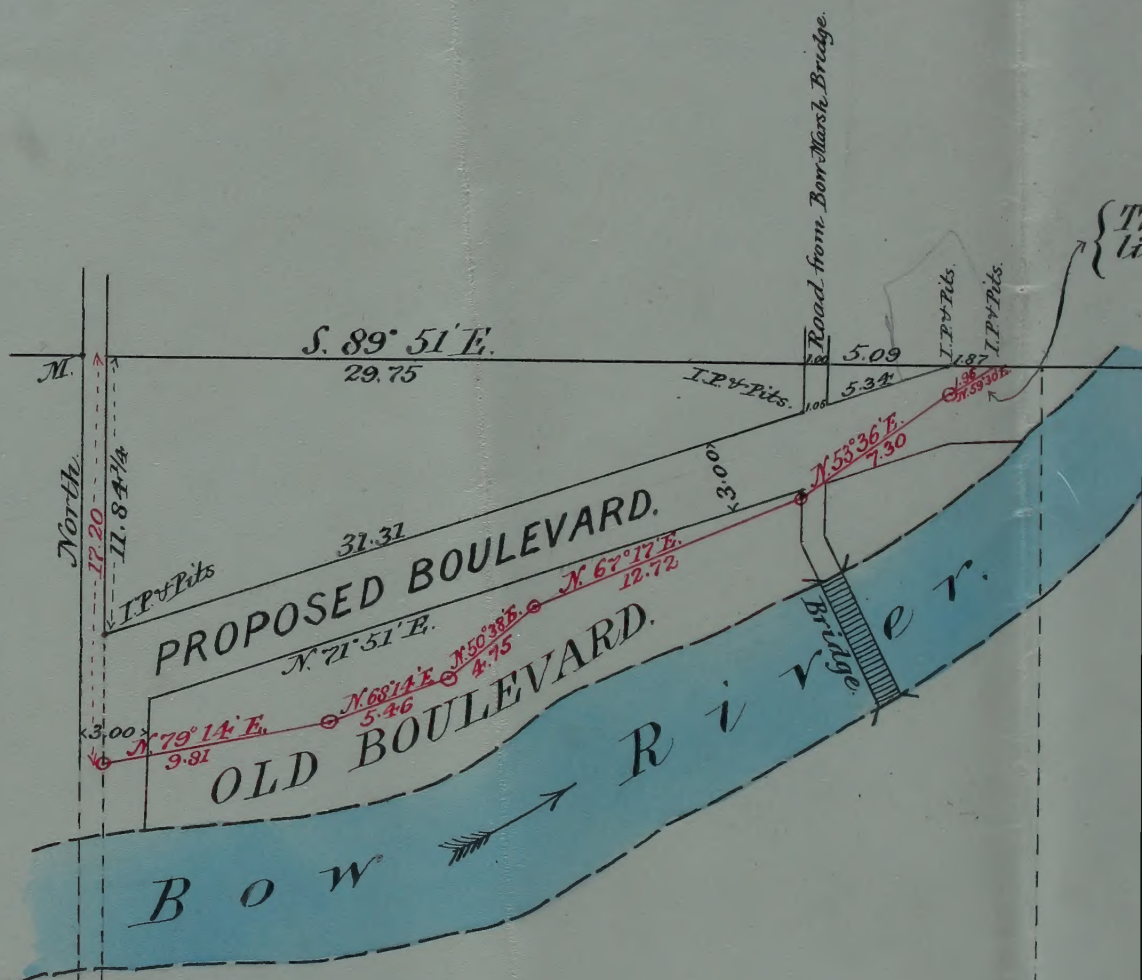 Road from Bow Marsh Bridge.
I.P. & Pits.
I.P. & Pits.
S. 89° 51' E.
29.75
M.
1.00
5.09
1.87
I.P. & Pits.
5.34
1.05
1.96
N. 59° 30' E.
North
17.20
11.84 3/4
N. 53° 36' E.
7.30
3.00
31.31
PROPOSED BOULEVARD.
I.P. & Pits
N. 67° 17' E.
12.72
N. 71° 51' E.
N. 50° 38' E.
4.75
N. 68° 14' E.
5.46
3.00
N. 79° 14' E.
9.81
OLD BOULEVARD.
Bridge.
Bow River.